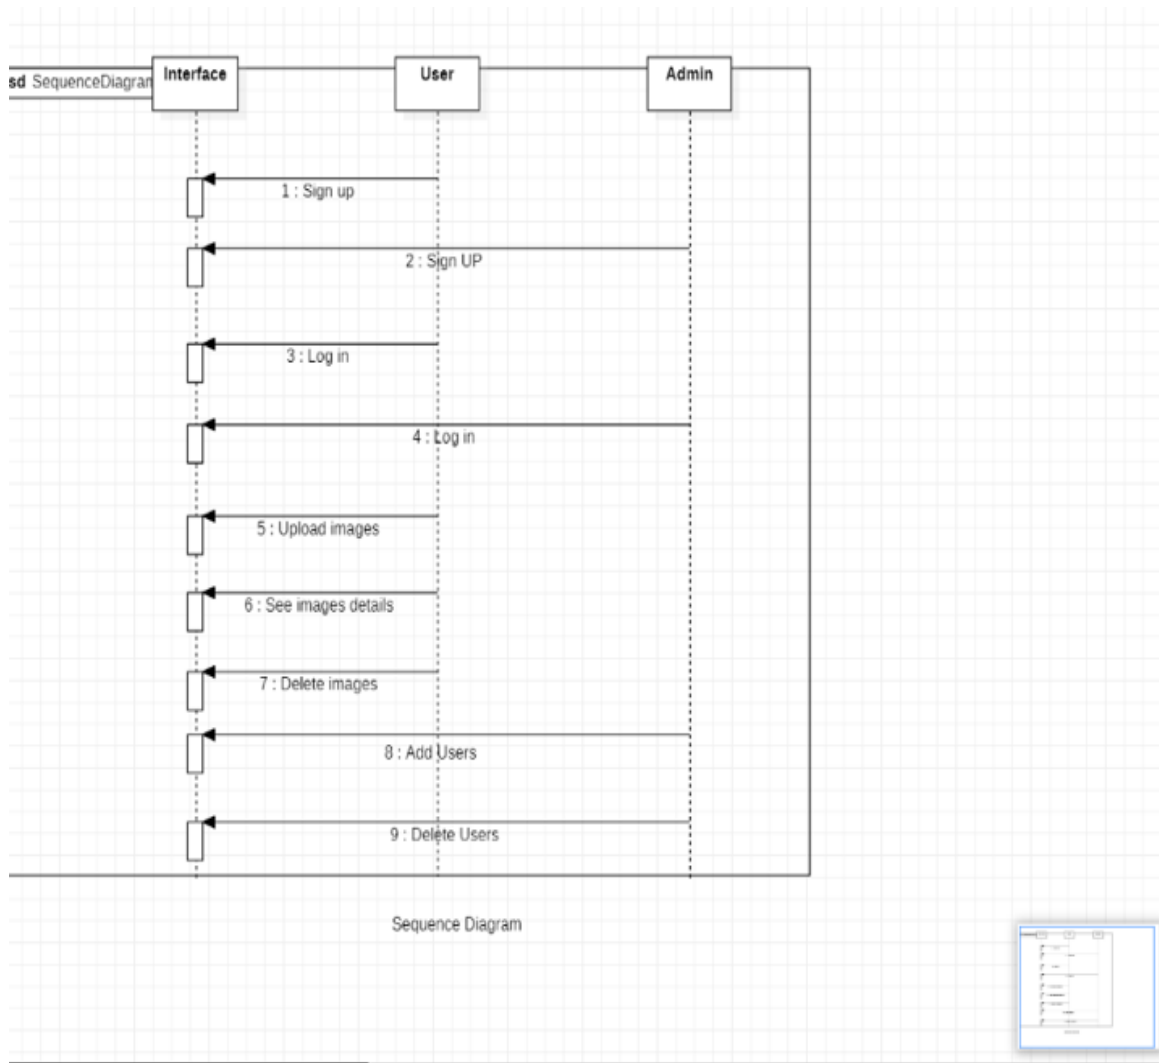 sd SequenceDiagram
Interface
User
Admin
1 : Sign up
2 : Sign UP
3 : Log in
4 : Log in
5 : Upload images
6 : See images details
7 : Delete images
8 : Add Users
9 : Delete Users
Sequence Diagram